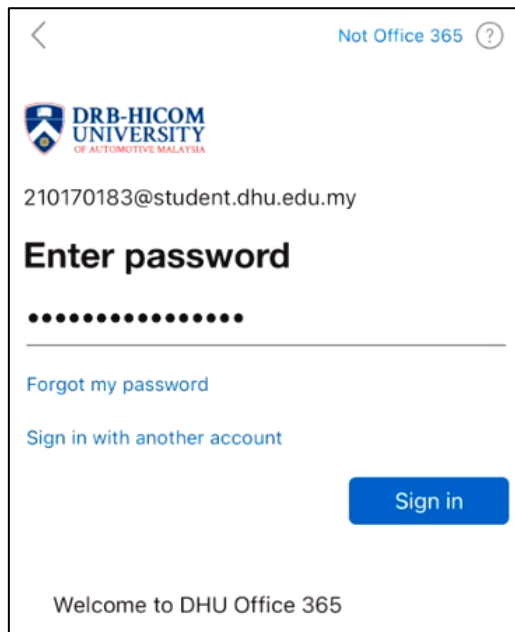 Not Office 365 ?
DRB-HICOM
UNIVERSITY
OF AUTOMOTIVE MALAYSIA
210170183@student.dhu.edu.my
Enter password
••••••••••••••••
Forgot my password
Sign in with another account
Sign in
Welcome to DHU Office 365